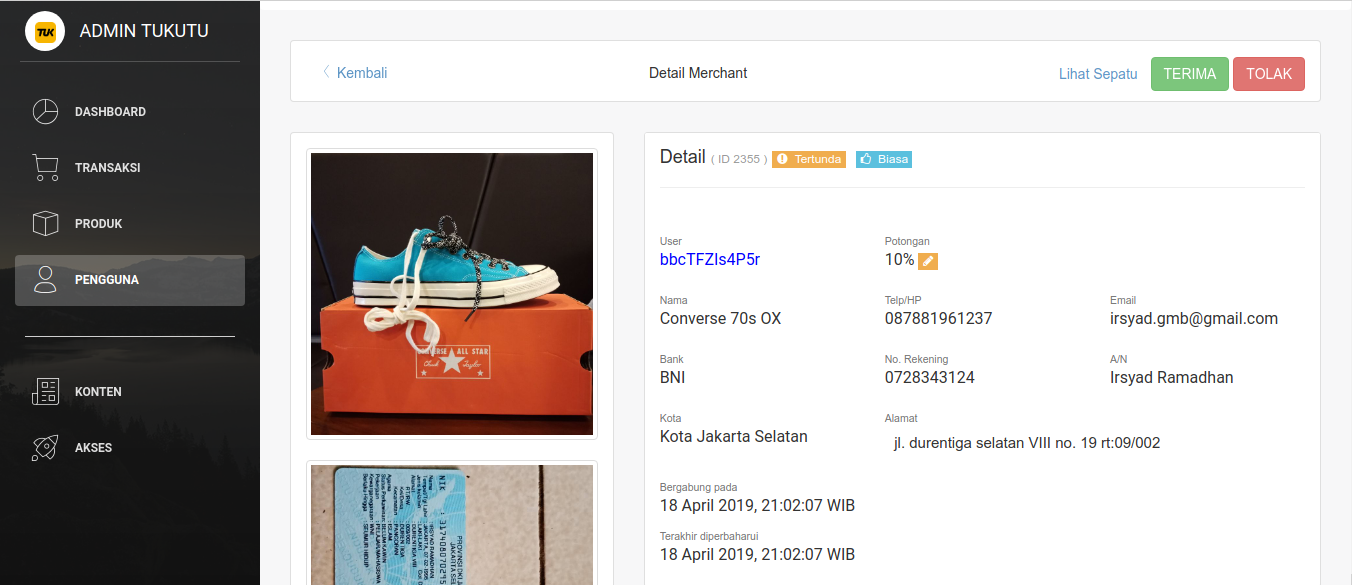 TUK
ADMIN TUKUTU
DASHBOARD
TRANSAKSI
PRODUK
PENGGUNA
KONTEN
AKSES
Kembali
Detail Merchant
Lihat Sepatu
TERIMA
TOLAK
CONVERSE ALL STAR
Chuck Taylor
NIK
PROVINSI DKI
Detail ( ID 2355 ) Tertunda Biasa
User
bbcTFZIs4P5r
Potongan
10%
Nama
Converse 70s OX
Telp/HP
087881961237
Email
irsyad.gmb@gmail.com
Bank
BNI
No. Rekening
0728343124
A/N
Irsyad Ramadhan
Kota
Kota Jakarta Selatan
Alamat
jl. durentiga selatan VIII no. 19 rt:09/002
Bergabung pada
18 April 2019, 21:02:07 WIB
Terakhir diperbaharui
18 April 2019, 21:02:07 WIB